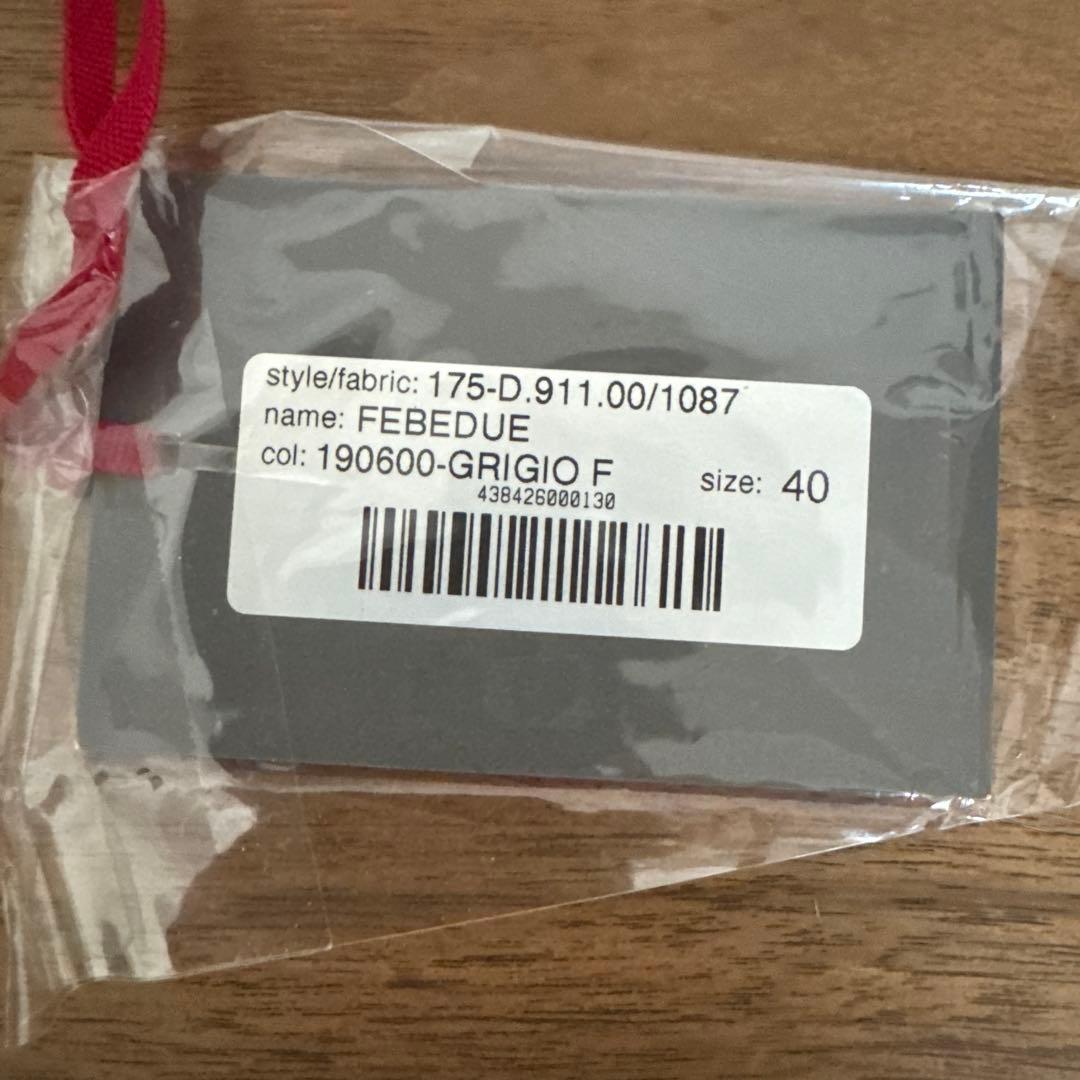 style/fabric: 175-D.911.00/1087
name: FEBEDUE
col: 190600-GRIGIO F size: 40
438426000130